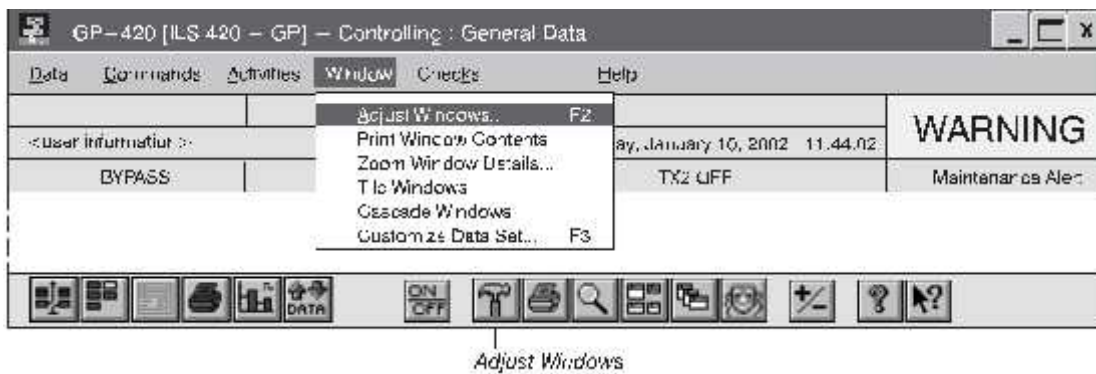 GP-420 [ILS 420 - GP] - Controlling : General Data
Data Commands Activities Window Checks Help
Adjust Windows... F2
Print Window Contents
Zoom Window Details...
Tile Windows
Cascade Windows
Customize Data Set... F3
<user information>
ay, January 10, 2002 11.44.02
WARNING
BYPASS
TX2 OFF
Maintenance Alert
DATA
ON
OFF
+/-
?
?
Adjust Windows